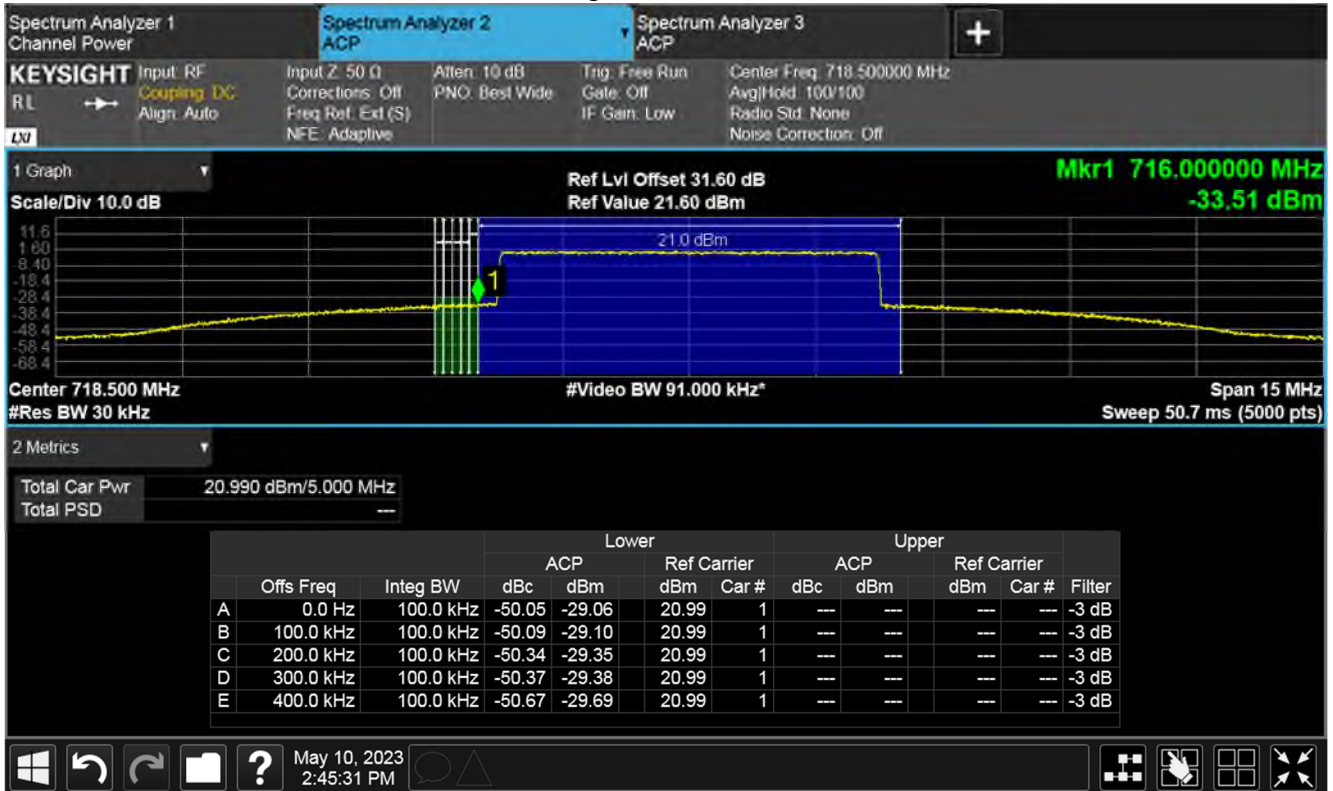 Spectrum Analyzer 1
Channel Power
Spectrum Analyzer 2
ACP
Spectrum Analyzer 3
ACP
KEYSIGHT
RL
LXI
Input: RF
Coupling: DC
Align: Auto
Input Z: 50 Ω
Corrections: Off
Freq Ref: Ext (S)
NFE: Adaptive
Atten: 10 dB
PNO: Best Wide
Trig: Free Run
Gate: Off
IF Gain: Low
Center Freq: 718.500000 MHz
Avg|Hold: 100/100
Radio Std: None
Noise Correction: Off
1 Graph
Scale/Div 10.0 dB
Ref Lvl Offset 31.60 dB
Ref Value 21.60 dBm
Mkr1 716.000000 MHz
-33.51 dBm
11.6
1.60
-8.40
-18.4
-28.4
-38.4
-48.4
-58.4
-68.4
21.0 dBm
1
Center 718.500 MHz
#Video BW 91.000 kHz*
Span 15 MHz
#Res BW 30 kHz
Sweep 50.7 ms (5000 pts)
2 Metrics
Total Car Pwr 20.990 dBm/5.000 MHz
Total PSD ---
Lower Upper
ACP Ref Carrier ACP Ref Carrier
Offs Freq Integ BW dBc dBm dBm Car # dBc dBm dBm Car # Filter
A 0.0 Hz 100.0 kHz -50.05 -29.06 20.99 1 --- --- --- --- -3 dB
B 100.0 kHz 100.0 kHz -50.09 -29.10 20.99 1 --- --- --- --- -3 dB
C 200.0 kHz 100.0 kHz -50.34 -29.35 20.99 1 --- --- --- --- -3 dB
D 300.0 kHz 100.0 kHz -50.37 -29.38 20.99 1 --- --- --- --- -3 dB
E 400.0 kHz 100.0 kHz -50.67 -29.69 20.99 1 --- --- --- --- -3 dB
?
May 10, 2023
2:45:31 PM